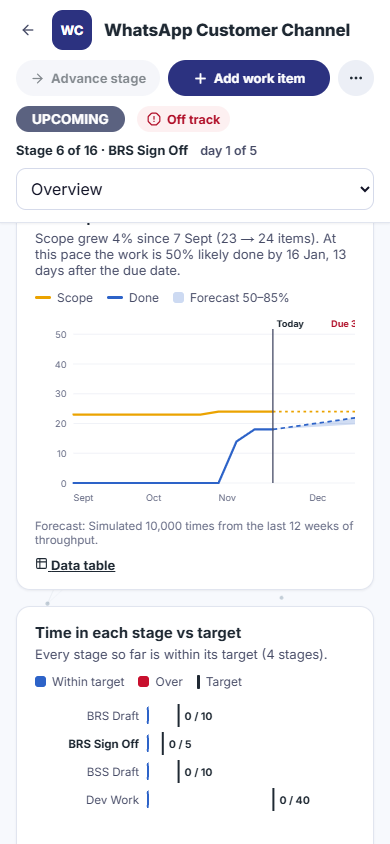 WC
WhatsApp Customer Channel
Advance stage
Add work item
UPCOMING
Off track
Stage 6 of 16 · BRS Sign Off day 1 of 5
Overview
Scope grew 4% since 7 Sept (23 → 24 items). At
this pace the work is 50% likely done by 16 Jan, 13
days after the due date.
Scope Done Forecast 50–85%
Today
Due 3
50
40
30
20
10
0
Sept Oct Nov Dec
Forecast: Simulated 10,000 times from the last 12 weeks of
throughput.
Data table
Time in each stage vs target
Every stage so far is within its target (4 stages).
Within target Over Target
BRS Draft 0 / 10
BRS Sign Off 0 / 5
BSS Draft 0 / 10
Dev Work 0 / 40